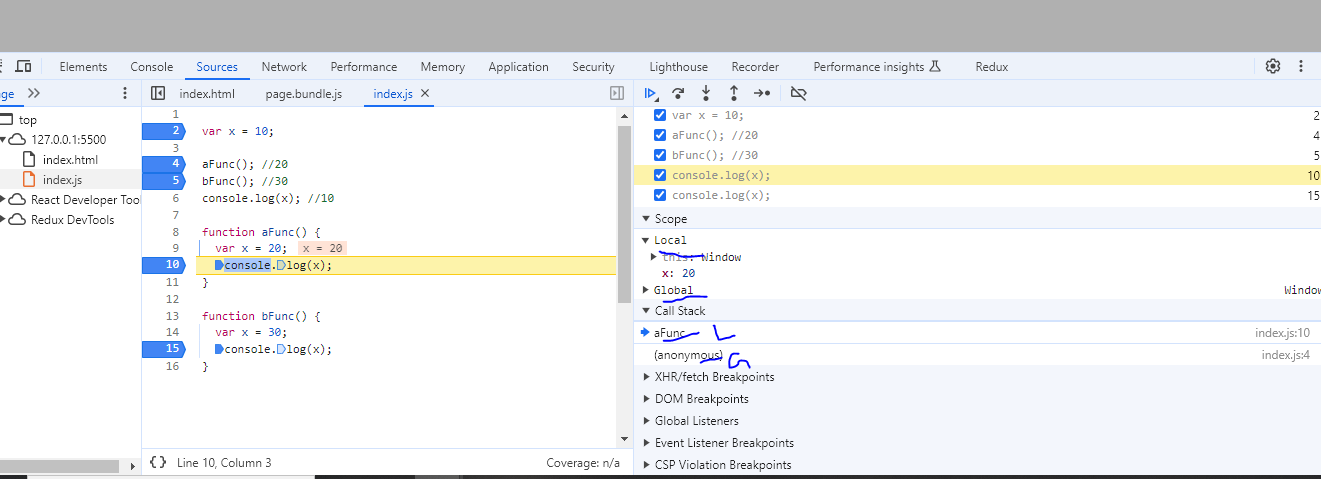 Elements Console Sources Network Performance Memory Application Security Lighthouse Recorder Performance insights Redux
ge
index.html page.bundle.js index.js
top
127.0.0.1:5500
index.html
index.js
React Developer Tool
Redux DevTools
1
2 var x = 10;
3
4 aFunc(); //20
5 bFunc(); //30
6 console.log(x); //10
7
8 function aFunc() {
9 var x = 20; x = 20
10 console.log(x);
11 }
12
13 function bFunc() {
14 var x = 30;
15 console.log(x);
16 }
{} Line 10, Column 3 Coverage: n/a
var x = 10; 2
aFunc(); //20 4
bFunc(); //30 5
console.log(x); 10
console.log(x); 15
Scope
Local
this: Window
x: 20
Global Window
Call Stack
aFunc L index.js:10
(anonymous) G index.js:4
XHR/fetch Breakpoints
DOM Breakpoints
Global Listeners
Event Listener Breakpoints
CSP Violation Breakpoints